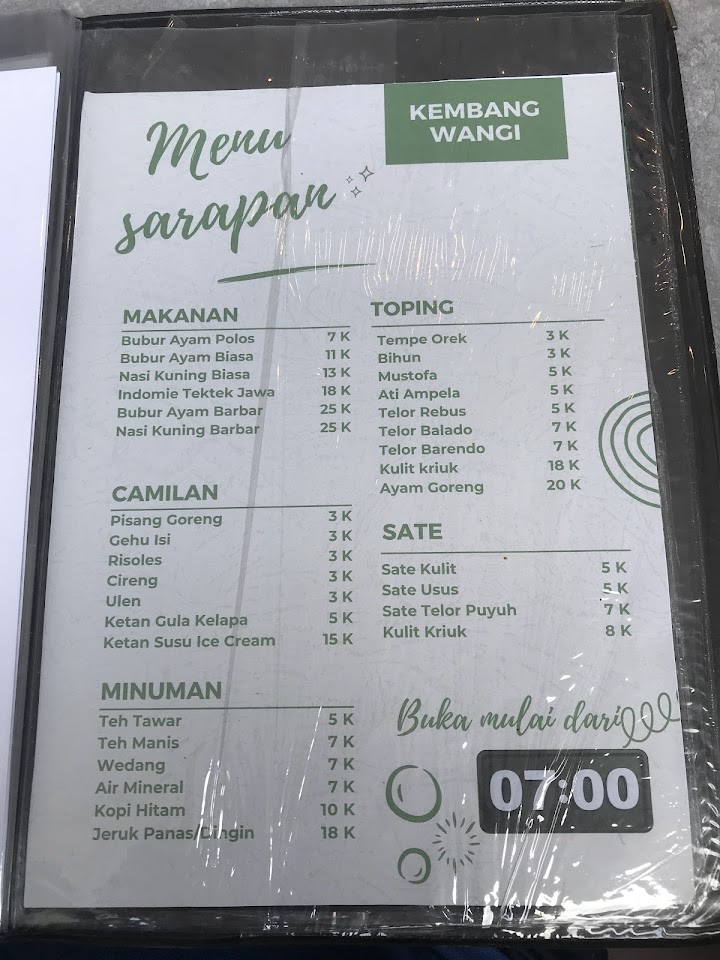 KEMBANG
WANGI
Menu
sarapan
MAKANAN
Bubur Ayam Polos 7 K
Bubur Ayam Biasa 11 K
Nasi Kuning Biasa 13 K
Indomie Tektek Jawa 18 K
Bubur Ayam Barbar 25 K
Nasi Kuning Barbar 25 K
TOPING
Tempe Orek 3 K
Bihun 3 K
Mustofa 5 K
Ati Ampela 5 K
Telor Rebus 5 K
Telor Balado 7 K
Telor Barendo 7 K
Kulit kriuk 18 K
Ayam Goreng 20 K
CAMILAN
Pisang Goreng 3 K
Gehu Isi 3 K
Risoles 3 K
Cireng 3 K
Ulen 3 K
Ketan Gula Kelapa 5 K
Ketan Susu Ice Cream 15 K
SATE
Sate Kulit 5 K
Sate Usus 5 K
Sate Telor Puyuh 7 K
Kulit Kriuk 8 K
MINUMAN
Teh Tawar 5 K
Teh Manis 7 K
Wedang 7 K
Air Mineral 7 K
Kopi Hitam 10 K
Jeruk Panas/Dingin 18 K
Buka mulai dari
07:00